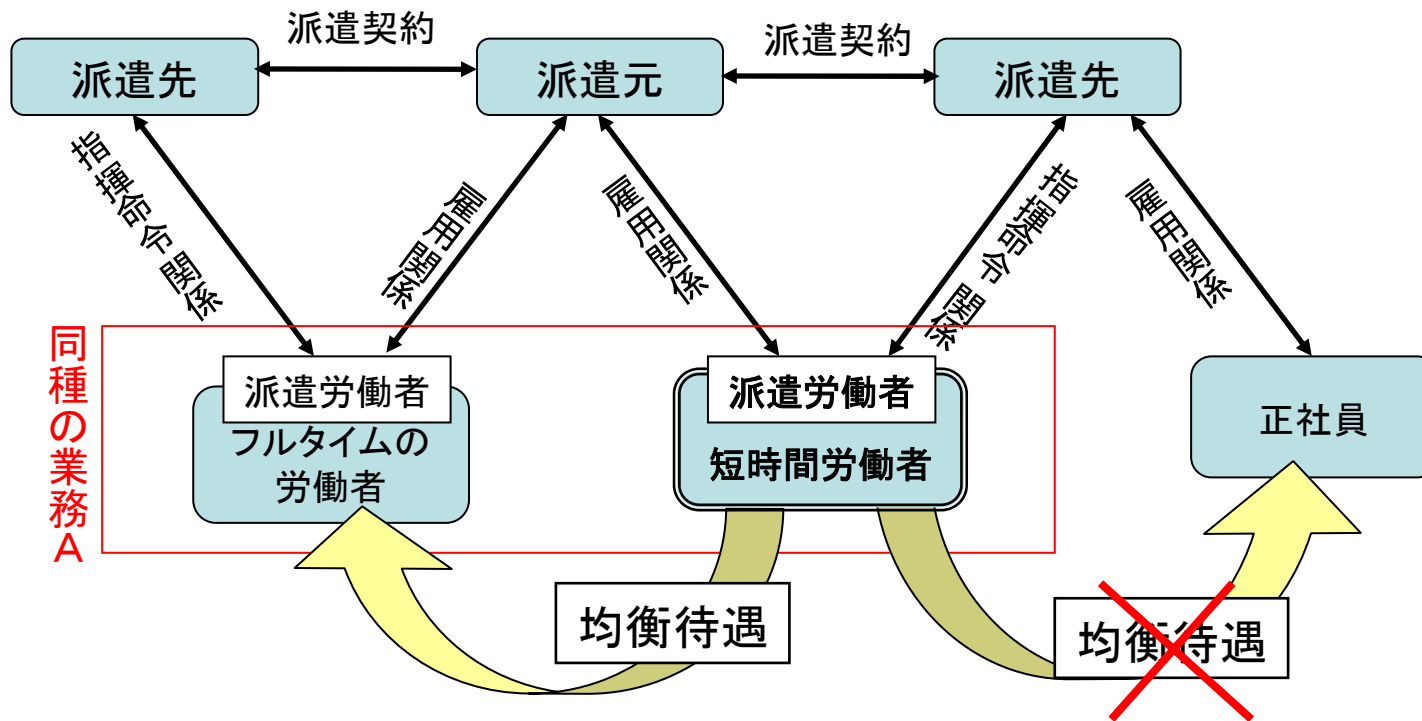 派遣契約
派遣契約
派遣先
派遣元
派遣先
指揮命令関係
雇用関係
雇用関係
指揮命令関係
雇用関係
同種の業務A
派遣労働者
フルタイムの
労働者
派遣労働者
短時間労働者
正社員
均衡待遇
均衡待遇